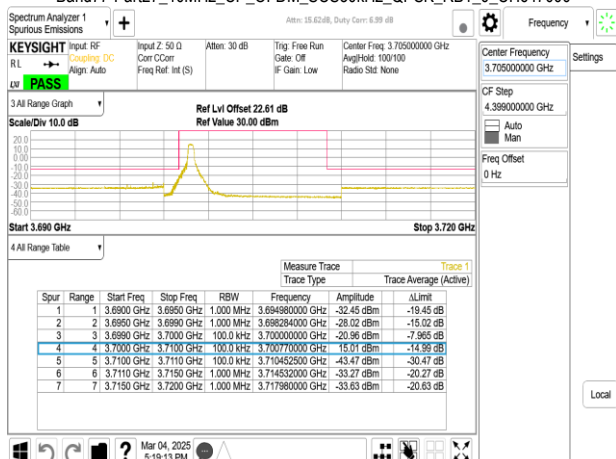 Spectrum Analyzer 1
Spurious Emissions
Attn: 15.62dB, Duty Corr: 6.99 dB
Frequency
Settings
KEYSIGHT
RL
Input: RF
Coupling: DC
Align: Auto
Input Z: 50 Ω
Corr CCorr
Freq Ref: Int (S)
Atten: 30 dB
Trig: Free Run
Gate: Off
IF Gain: Low
Center Freq: 3.705000000 GHz
Avg|Hold: 100/100
Radio Std: None
PASS
Center Frequency
3.705000000 GHz
CF Step
4.399000000 GHz
Auto
Man
Freq Offset
0 Hz
3 All Range Graph
Ref Lvl Offset 22.61 dB
Scale/Div 10.0 dB
Ref Value 30.00 dBm
20.0
10.0
0.00
-10.0
-20.0
-30.0
-40.0
-50.0
-60.0
Start 3.690 GHz
Stop 3.720 GHz
4 All Range Table
Measure Trace Trace 1
Trace Type Trace Average (Active)
Spur Range Start Freq Stop Freq RBW Frequency Amplitude ΔLimit
1 1 3.6900 GHz 3.6950 GHz 1.000 MHz 3.694980000 GHz -32.45 dBm -19.45 dB
2 2 3.6950 GHz 3.6990 GHz 1.000 MHz 3.698284000 GHz -28.02 dBm -15.02 dB
3 3 3.6990 GHz 3.7000 GHz 100.0 kHz 3.700000000 GHz -20.96 dBm -7.965 dB
4 4 3.7000 GHz 3.7100 GHz 100.0 kHz 3.700770000 GHz 15.01 dBm -14.99 dB
5 5 3.7100 GHz 3.7110 GHz 100.0 kHz 3.710452500 GHz -43.47 dBm -30.47 dB
6 6 3.7110 GHz 3.7150 GHz 1.000 MHz 3.714532000 GHz -33.27 dBm -20.27 dB
7 7 3.7150 GHz 3.7200 GHz 1.000 MHz 3.717980000 GHz -33.63 dBm -20.63 dB
Local
Mar 04, 2025
5:19:13 PM